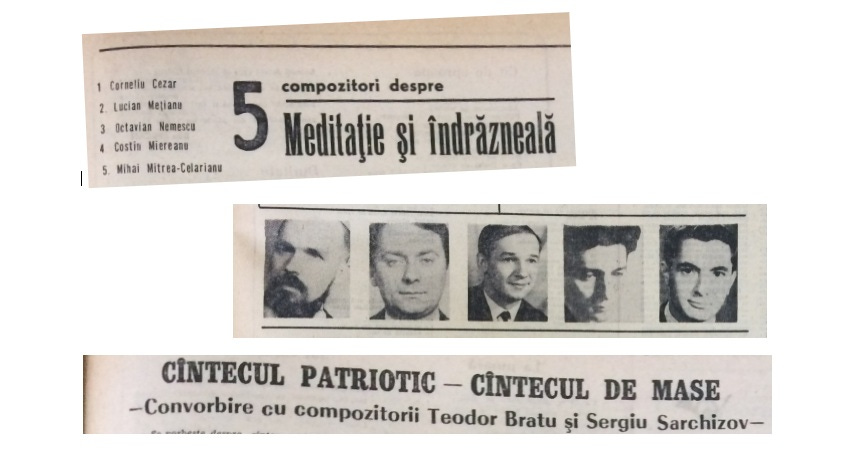 1 Corneliu Cezar
2. Lucian Mețianu
3 Octavian Nemescu
4 Costin Miereanu
5. Mihai Mitrea-Celarianu
5
compozitori despre
Meditaţie şi îndrăzneală
CÎNTECUL PATRIOTIC – CÎNTECUL DE MASE
–Convorbire cu compozitorii Teodor Bratu şi Sergiu Sarchizov–